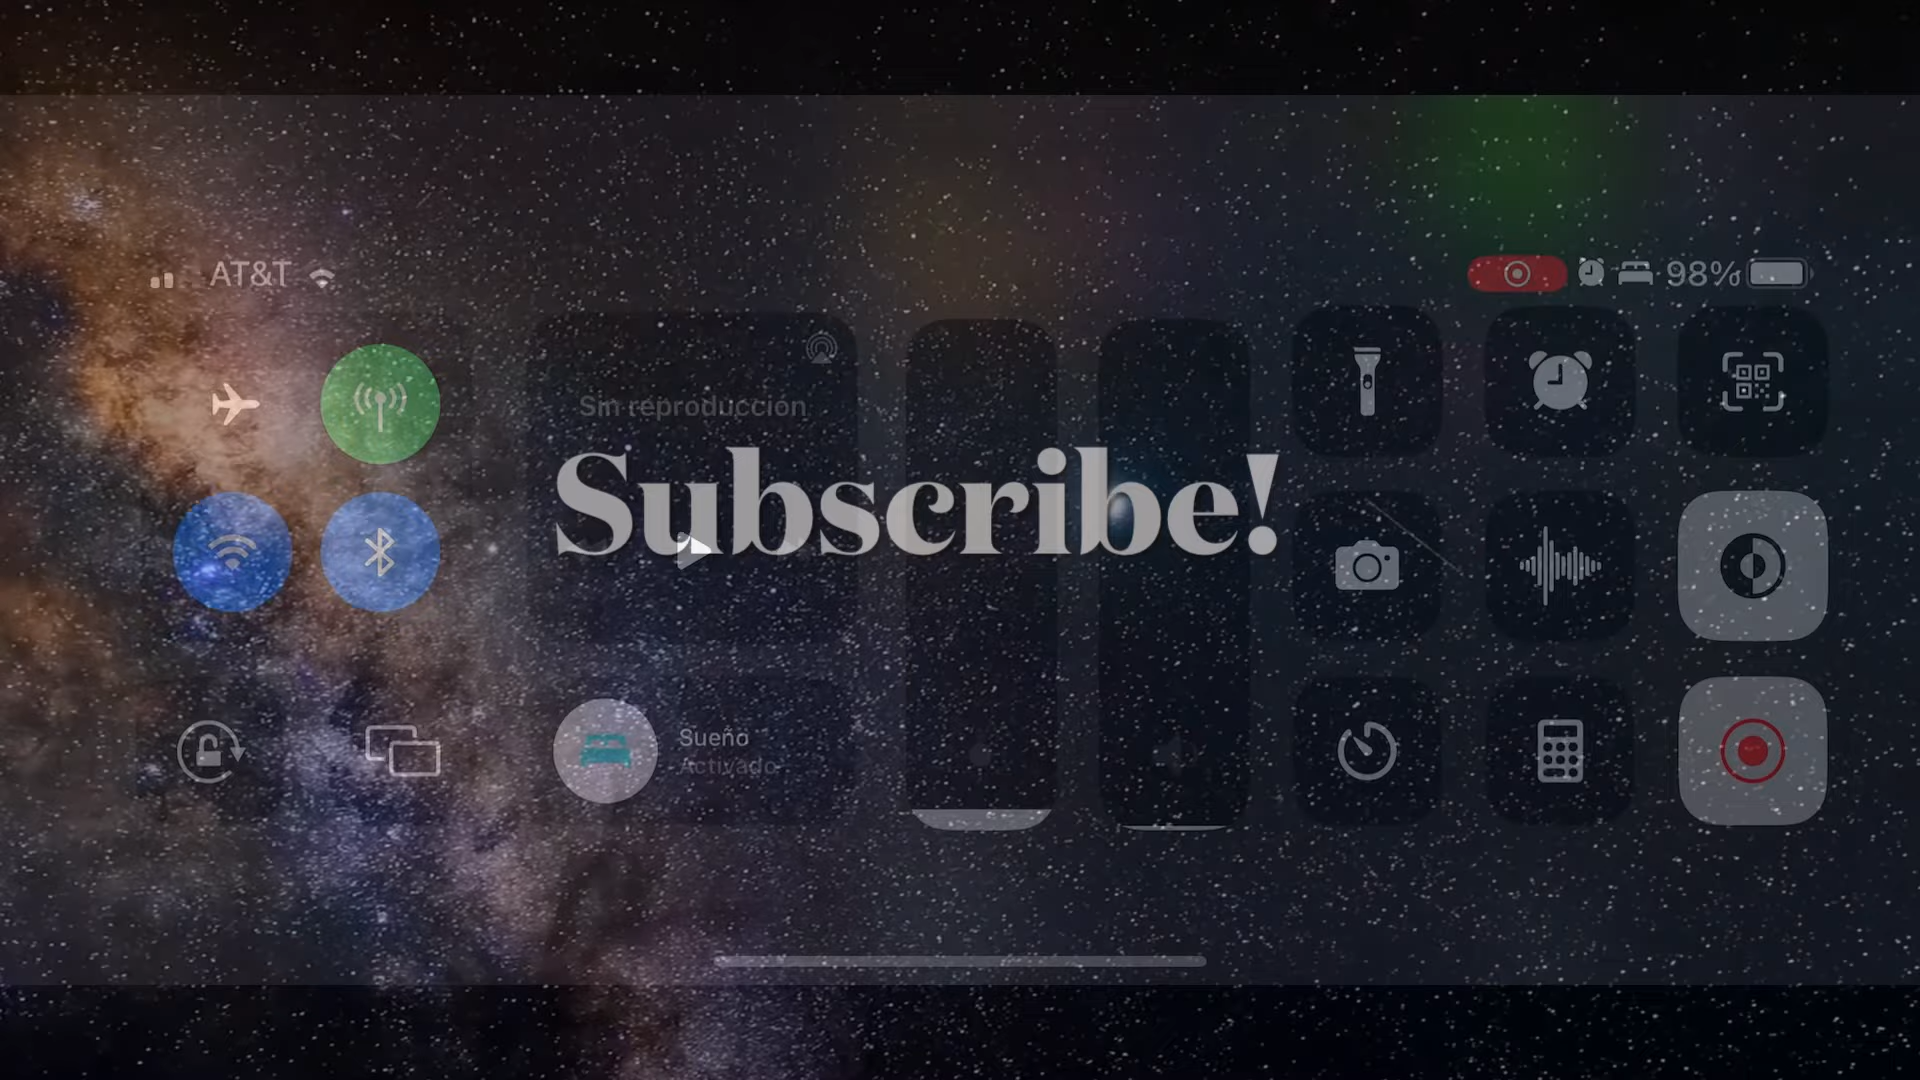 AT&T
98%
Sin reproducción
Subscribe!
Sueño
Activado